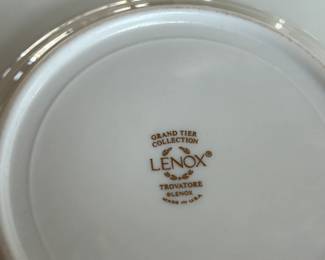 GRAND TIER
COLLECTION
LENOX®
TROVATORE
©LENOX
MADE IN U.S.A.